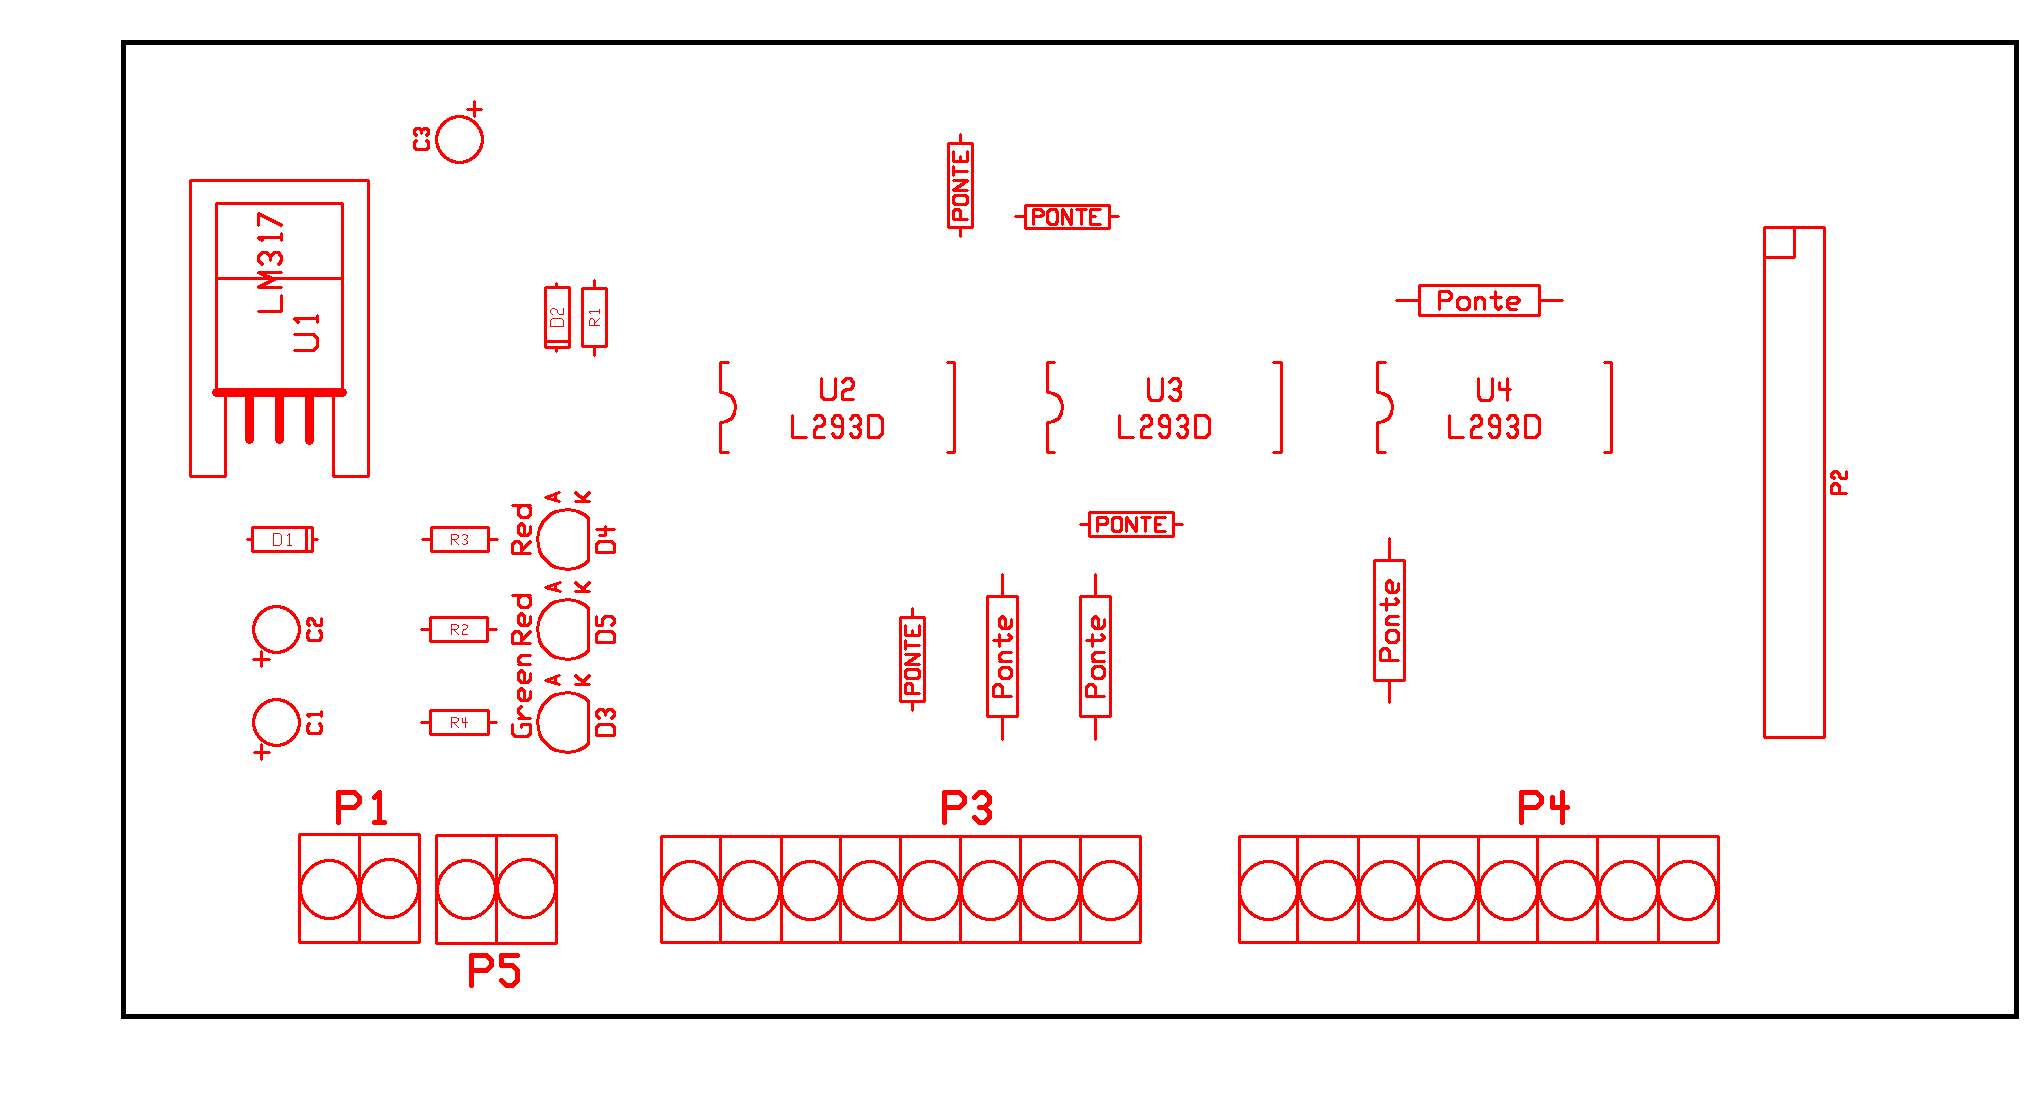 +
C3
PONTE
PONTE
LM317
U1
D2
R1
Ponte
U2
L293D
U3
L293D
U4
L293D
P2
A
K
Red
D4
D1
R3
PONTE
A
K
Red
D5
C2
+
R2
PONTE
Ponte
Ponte
Ponte
A
K
Green
D3
C1
+
R4
P1
P3
P4
P5